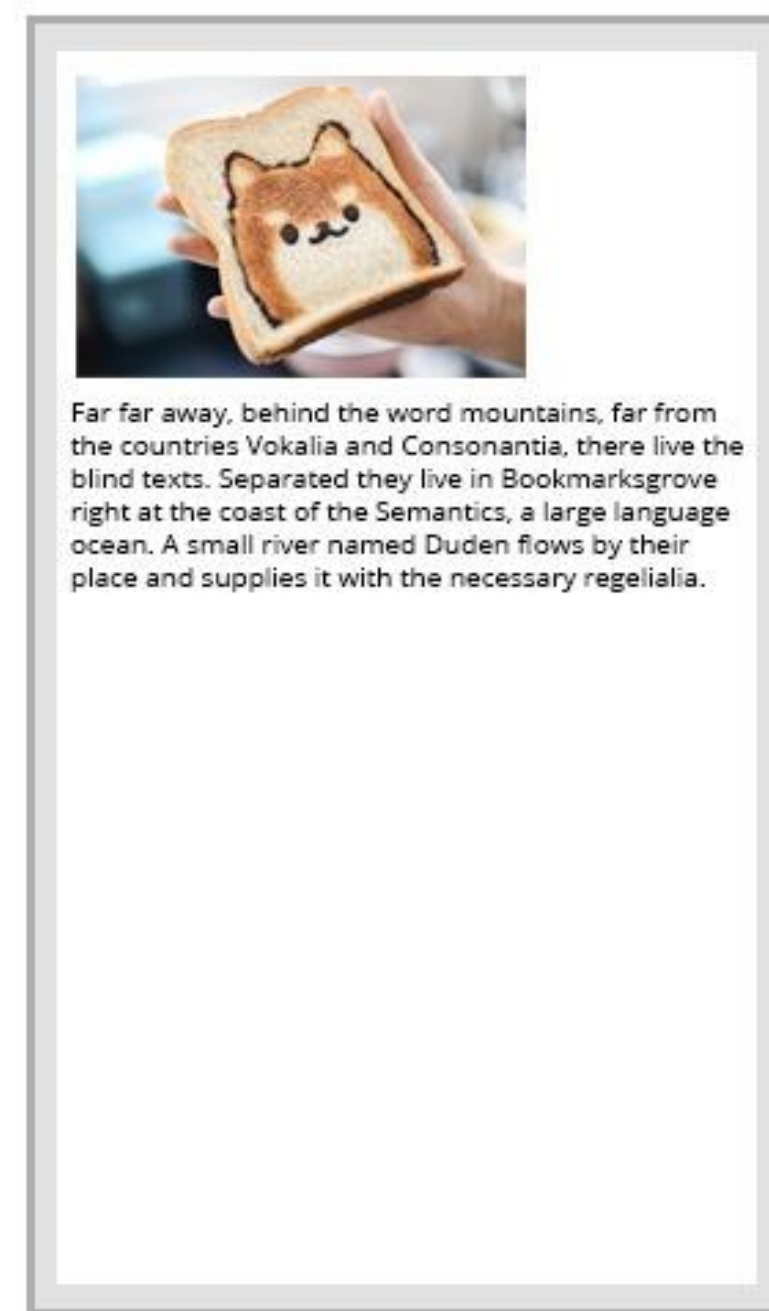 Far far away, behind the word mountains, far from
the countries Vokalia and Consonantia, there live the
blind texts. Separated they live in Bookmarksgrove
right at the coast of the Semantics, a large language
ocean. A small river named Duden flows by their
place and supplies it with the necessary regelialia.